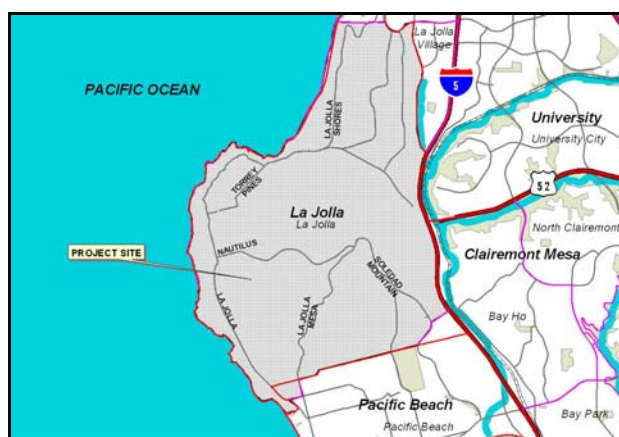 La Jolla
Village
5
PACIFIC OCEAN
LA JOLLA
SHORES
University
University City
TORREY
PINES
52
La Jolla
La Jolla
North Clairemont
NAUTILUS
PROJECT SITE
Clairemont Mesa
SOLEDAD
MOUNTAIN
LA JOLLA
LA JOLLA
MESA
Bay Ho
Pacific Beach
Pacific Beach
Bay Park